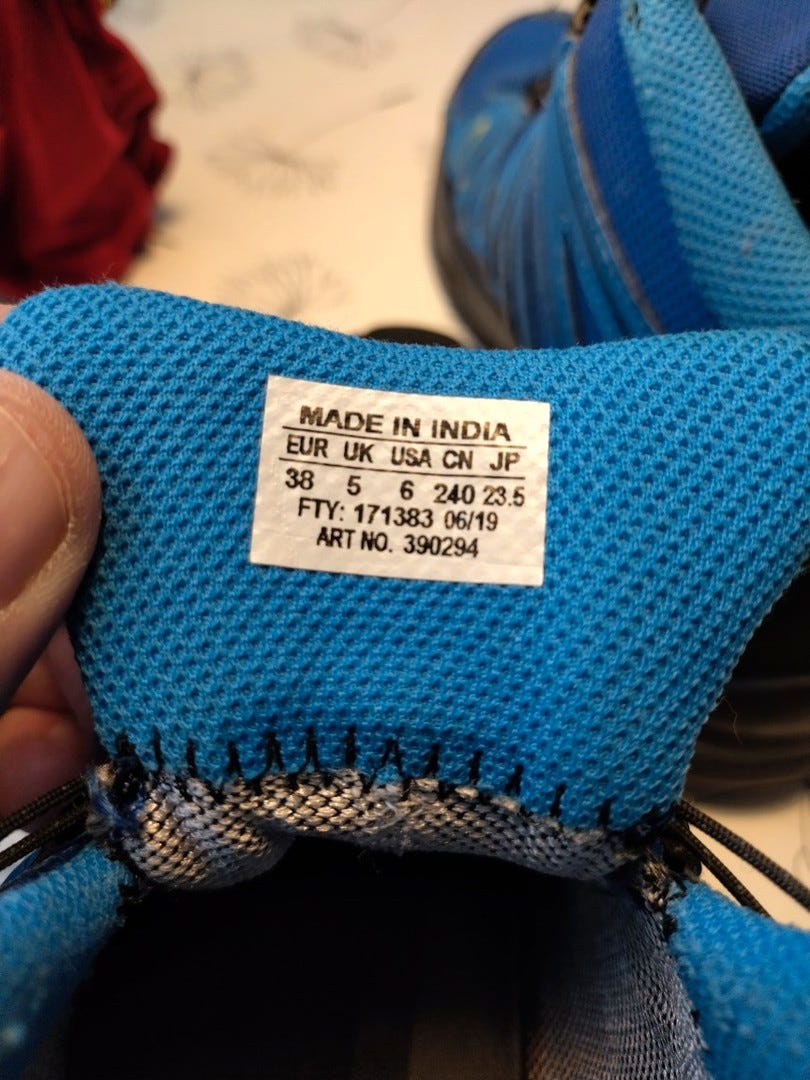 MADE IN INDIA
EUR UK USA CN JP
38 5 6 240 23.5
FTY: 171383 06/19
ART NO. 390294